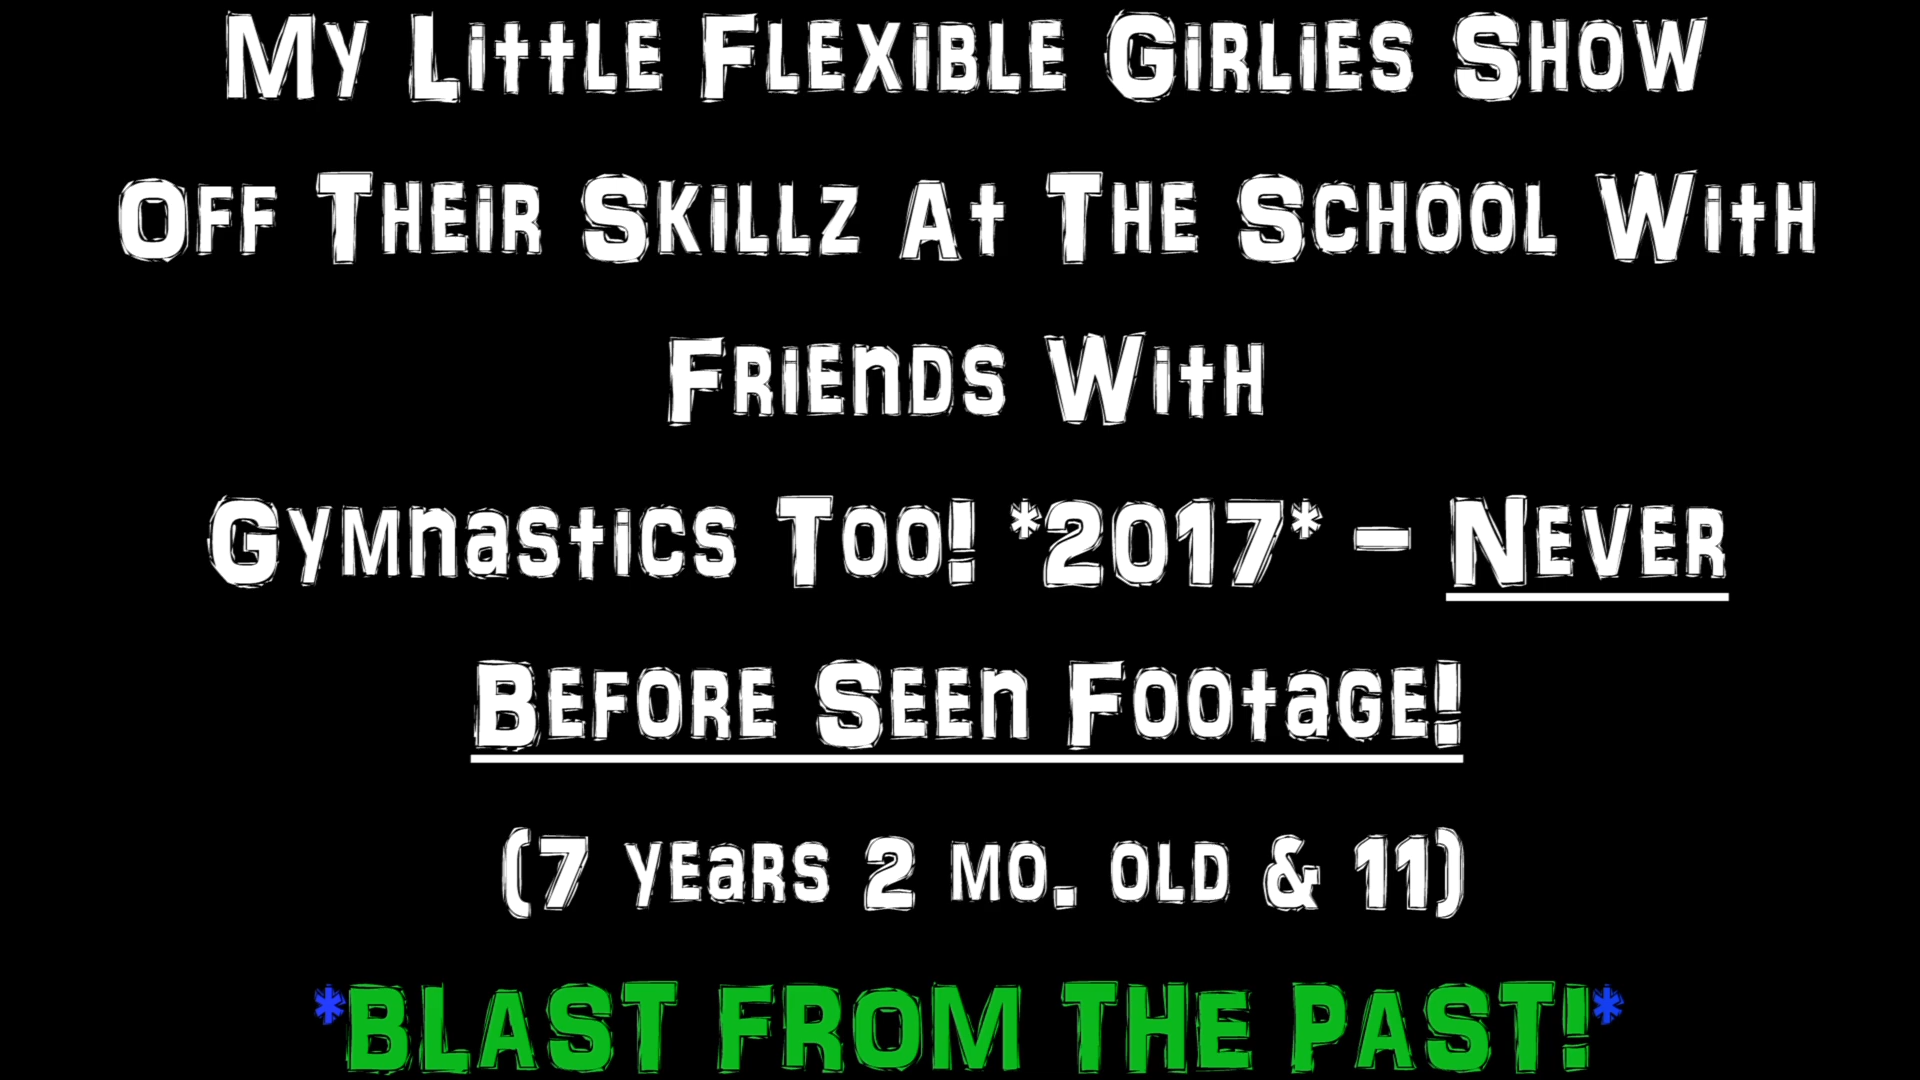 My Little Flexible Girlies Show
Off Their Skillz At The School With
Friends With
Gymnastics Too! *2017* - Never
Before Seen Footage!
(7 years 2 mo. old & 11)
*BLAST FROM THE PAST!*